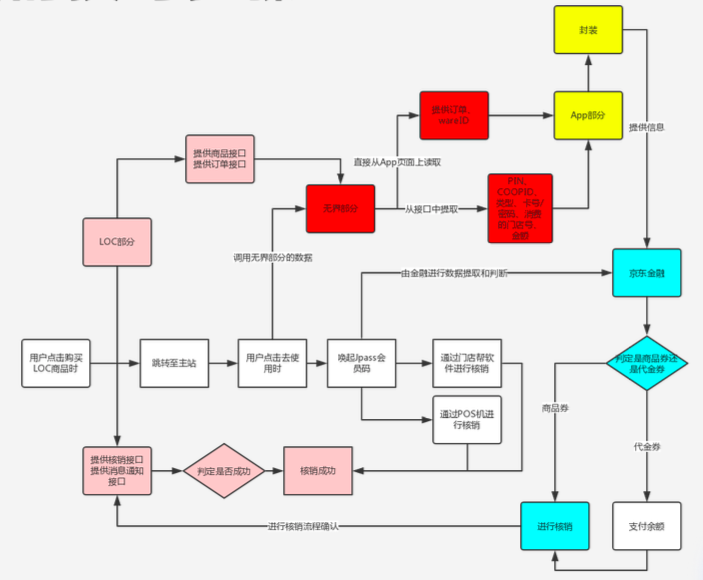 封装
提供订单、
wareID
App部分
提供信息
提供商品接口
提供订单接口
直接从App页面上读取
PIN、
COOPID、
类型、卡号/
密码、消费
的门店号、
金额
无界部分
从接口中提取
LOC部分
调用无界部分的数据
由金融进行数据提取和判断
京东金融
用户点击购买
LOC商品时
跳转至主站
用户点击去使
用时
唤起Jpass会
员码
通过门店帮软
件进行核销
判定是商品券还
是代金券
商品券
通过POS机进
行核销
代金券
提供核销接口
提供消息通知
接口
判定是否成功
核销成功
进行核销流程确认
进行核销
支付余额